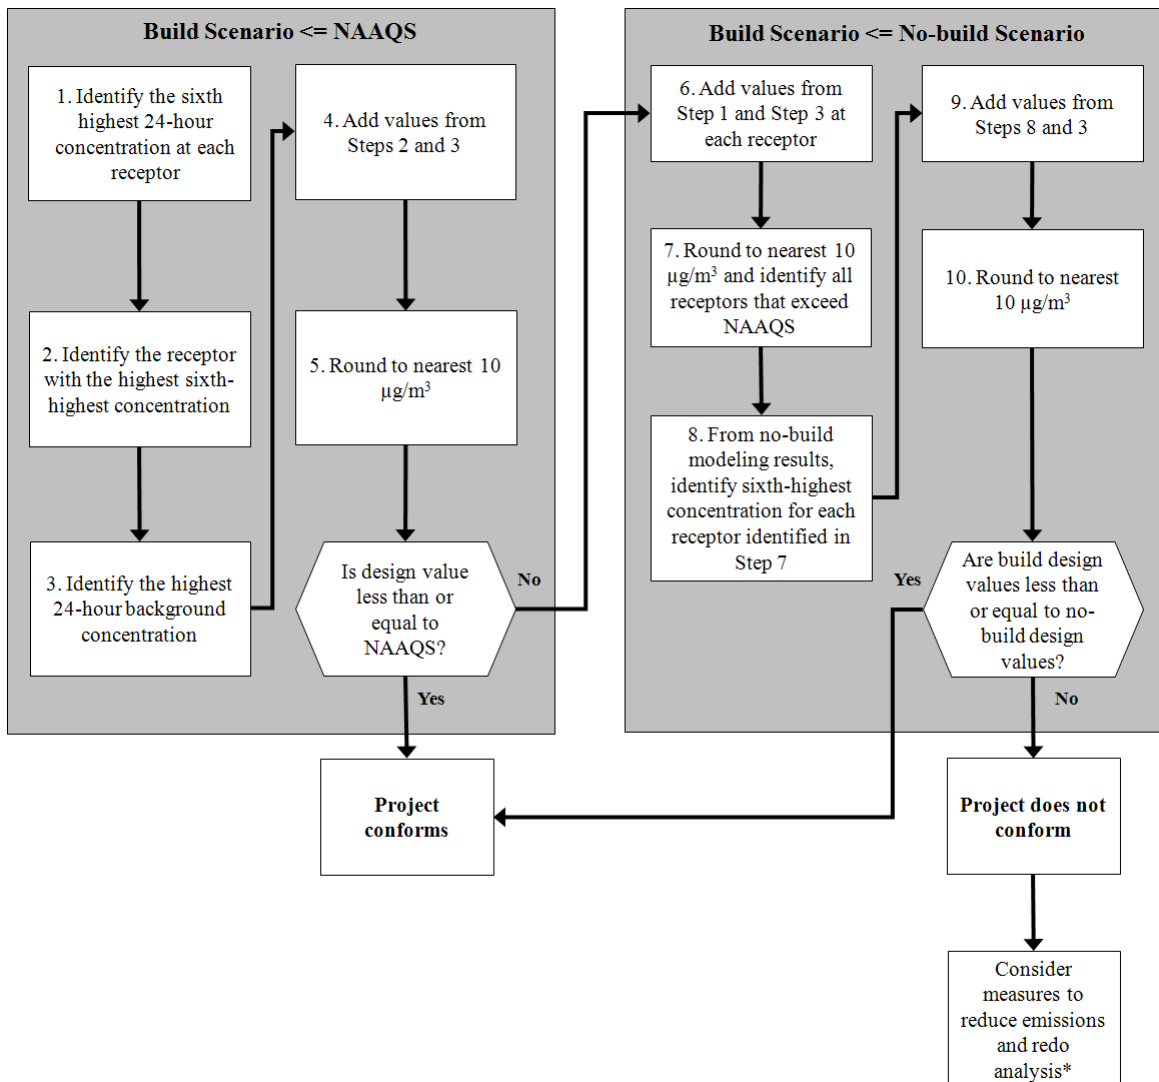 Build Scenario <= NAAQS
1. Identify the sixth
highest 24-hour
concentration at each
receptor
2. Identify the receptor
with the highest sixth-
highest concentration
3. Identify the highest
24-hour background
concentration
4. Add values from
Steps 2 and 3
5. Round to nearest 10
µg/m³
Is design value
less than or
equal to
NAAQS?
No
Yes
Build Scenario <= No-build Scenario
6. Add values from
Step 1 and Step 3 at
each receptor
7. Round to nearest 10
µg/m³ and identify all
receptors that exceed
NAAQS
8. From no-build
modeling results,
identify sixth-highest
concentration for each
receptor identified in
Step 7
9. Add values from
Steps 8 and 3
10. Round to nearest
10 µg/m³
Are build design
values less than
or equal to no-
build design
values?
Yes
No
Project
conforms
Project does not
conform
Consider
measures to
reduce emissions
and redo
analysis*